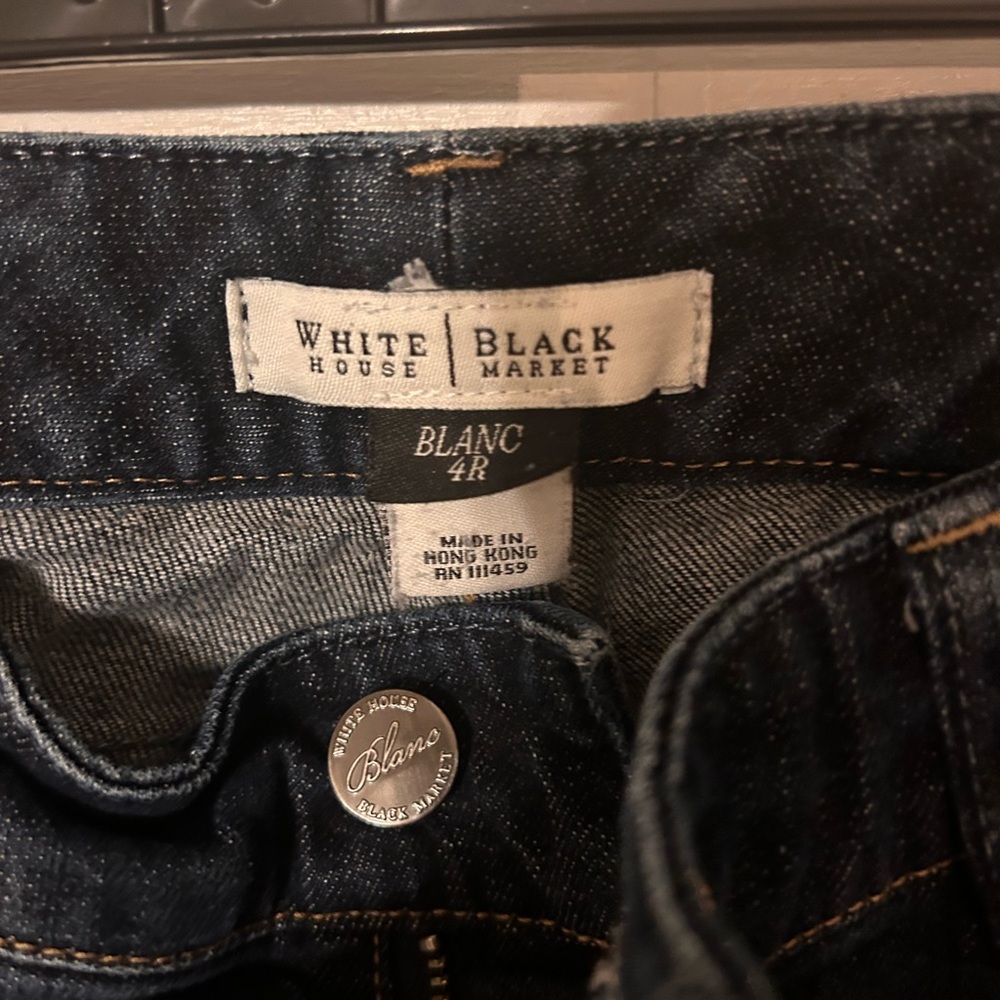 WHITE | BLACK
HOUSE MARKET
BLANC
4R
MADE IN
HONG KONG
RN 111459
WHITE HOUSE
Blanc
BLACK MARKET